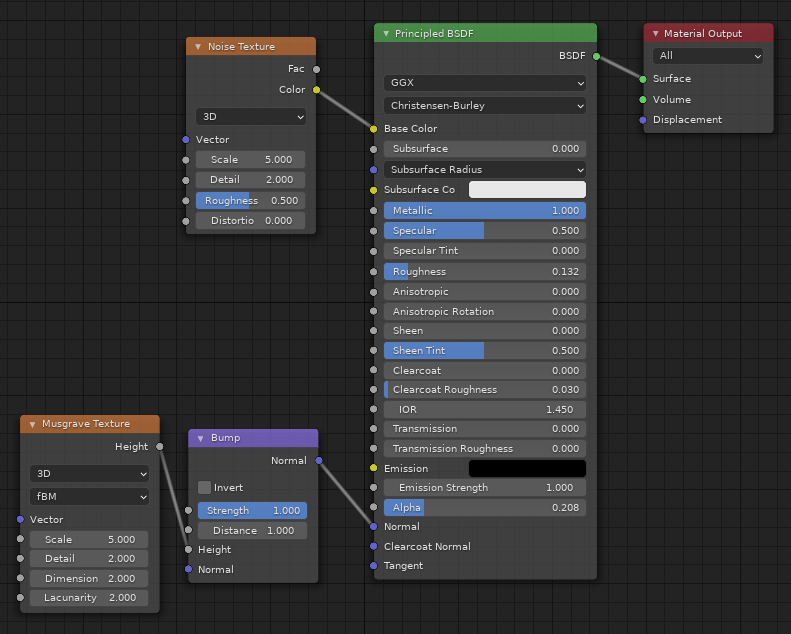 Noise Texture
Fac
Color
3D
Vector
Scale 5.000
Detail 2.000
Roughness 0.500
Distortio 0.000
Principled BSDF
BSDF
GGX
Christensen-Burley
Base Color
Subsurface 0.000
Subsurface Radius
Subsurface Co
Metallic 1.000
Specular 0.500
Specular Tint 0.000
Roughness 0.132
Anisotropic 0.000
Anisotropic Rotation 0.000
Sheen 0.000
Sheen Tint 0.500
Clearcoat 0.000
Clearcoat Roughness 0.030
IOR 1.450
Transmission 0.000
Transmission Roughness 0.000
Emission
Emission Strength 1.000
Alpha 0.208
Normal
Clearcoat Normal
Tangent
Material Output
All
Surface
Volume
Displacement
Musgrave Texture
Height
3D
fBM
Vector
Scale 5.000
Detail 2.000
Dimension 2.000
Lacunarity 2.000
Bump
Normal
Invert
Strength 1.000
Distance 1.000
Height
Normal